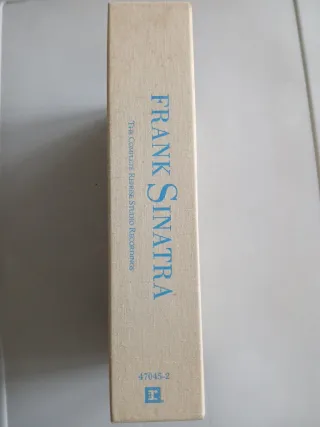 FRANK SINATRA
THE COMPLETE REPRISE STUDIO RECORDINGS
47045-2